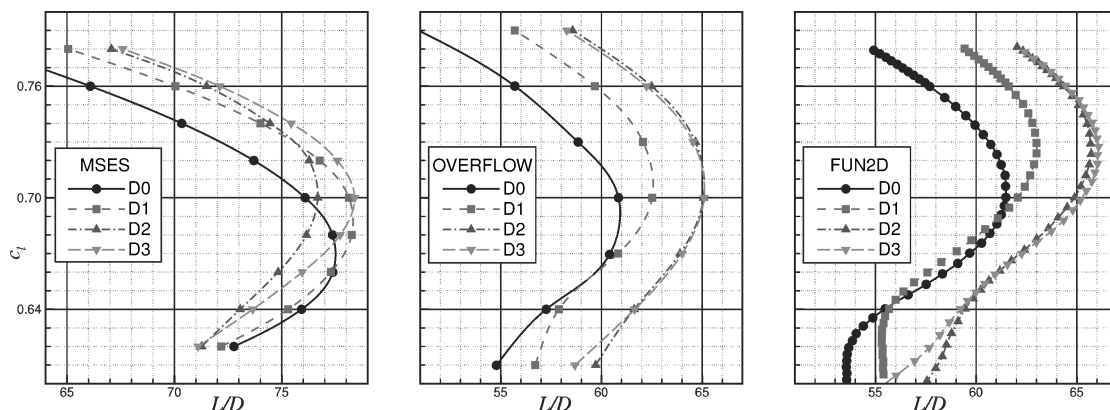 0.76
0.70
0.64
c_l
MSES
D0
D1
D2
D3
65
70
75
L/D
OVERFLOW
D0
D1
D2
D3
55
60
65
L/D
FUN2D
D0
D1
D2
D3
55
60
65
L/D